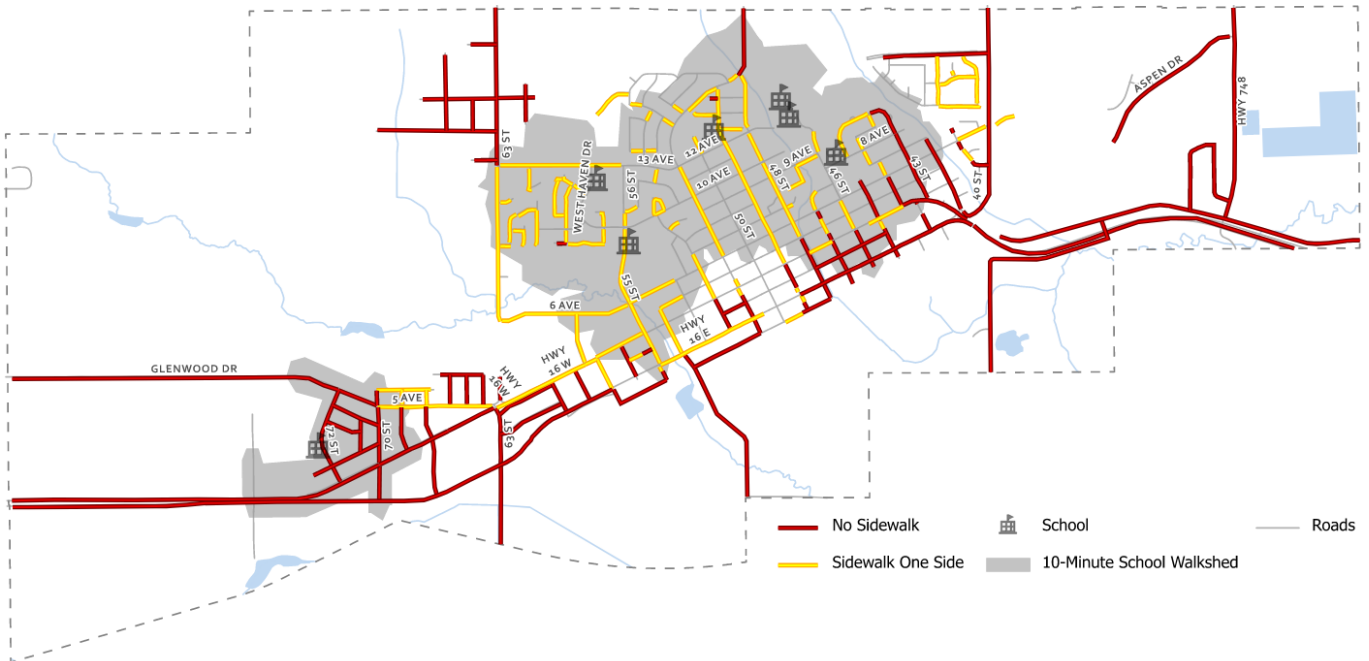 ASPEN DR
HWY 748
63 ST
13 AVE
12 AVE
10 AVE
9 AVE
8 AVE
WEST HAVEN DR
56 ST
48 ST
46 ST
43 ST
40 ST
50 ST
55 ST
6 AVE
HWY
16 E
HWY
16 W
HWY
16 W
GLENWOOD DR
5 AVE
72 ST
70 ST
63 ST
No Sidewalk
School
Roads
Sidewalk One Side
10-Minute School Walkshed